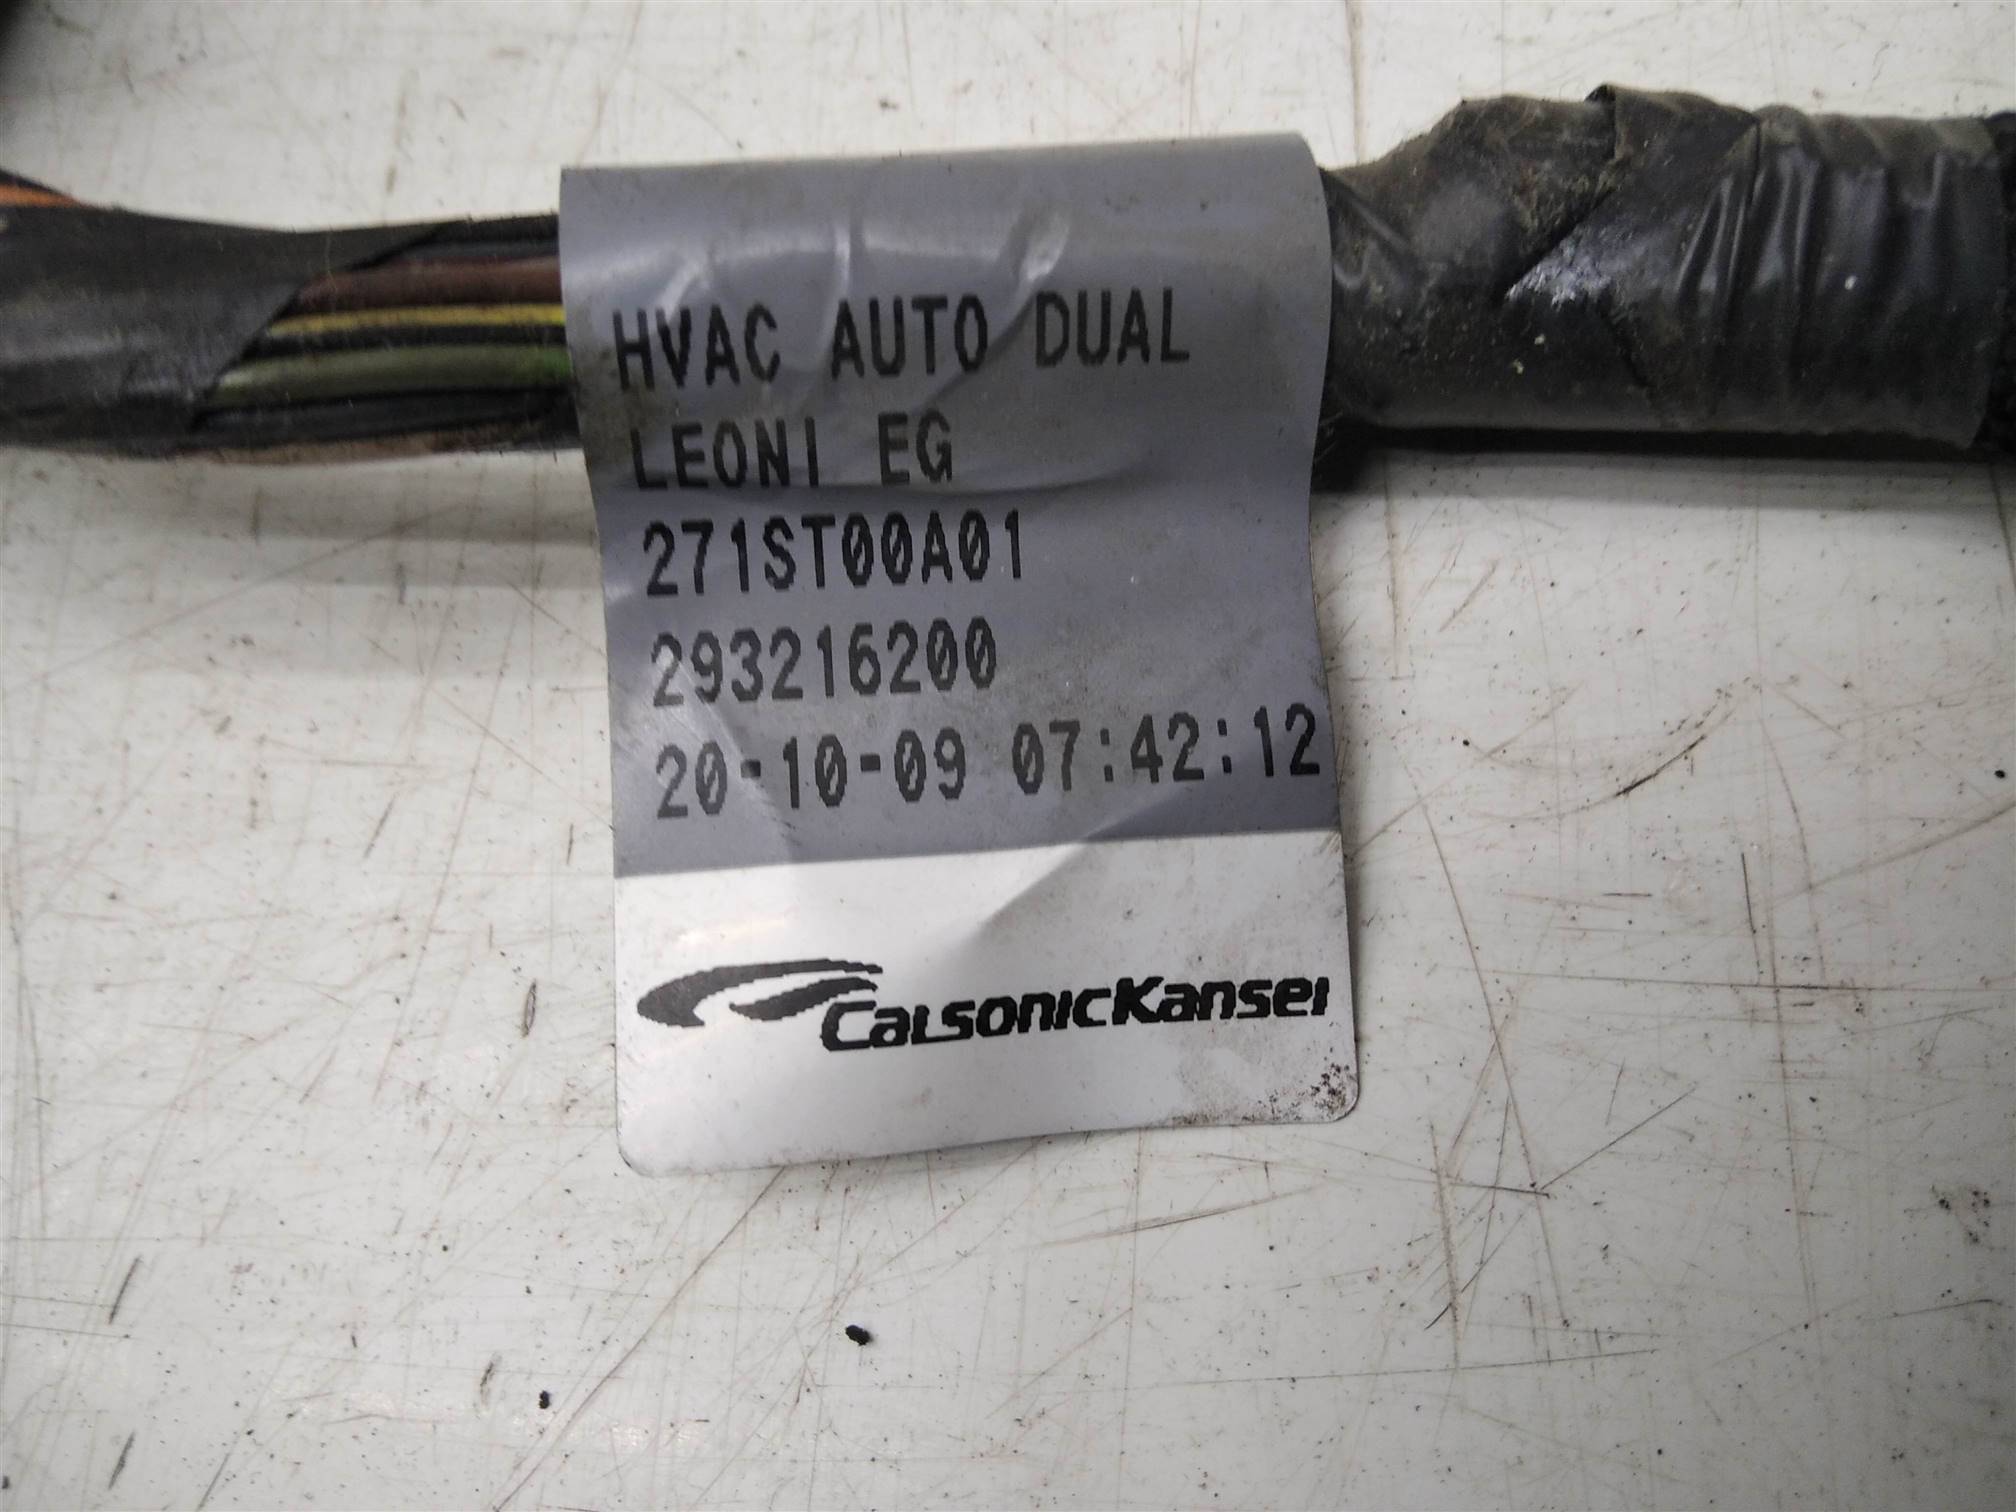 HVAC AUTO DUAL
LEONI EG
271ST00A01
293216200
20-10-09 07:42:12
CalsonicKansei